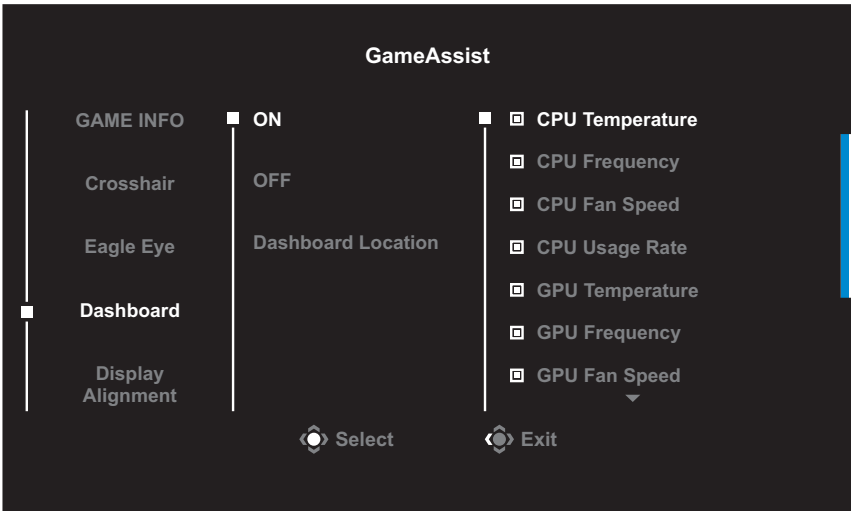 GameAssist
GAME INFO
Crosshair
Eagle Eye
Dashboard
Display
Alignment
ON
OFF
Dashboard Location
CPU Temperature
CPU Frequency
CPU Fan Speed
CPU Usage Rate
GPU Temperature
GPU Frequency
GPU Fan Speed
Select
Exit